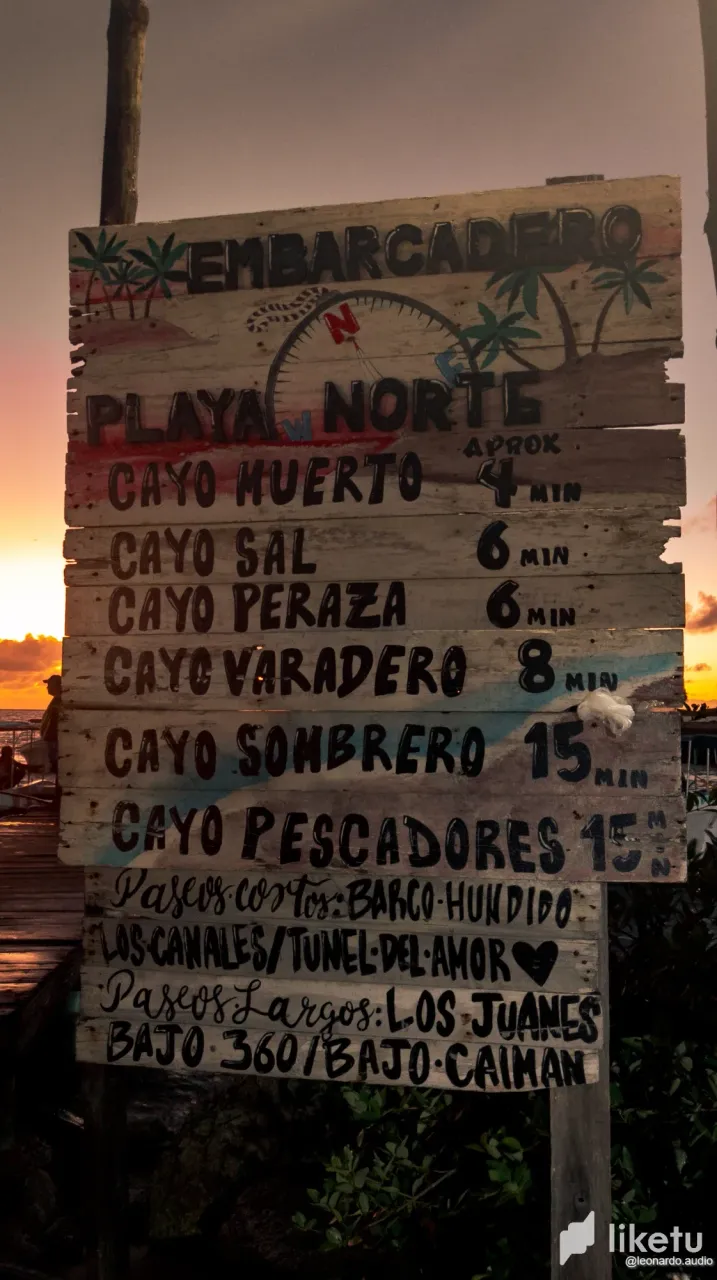 EMBARCADERO
N
E
PLAYA NORTE
W
APROX
CAYO MUERTO 4 MIN
CAYO SAL 6 MIN
CAYO PERAZA 6 MIN
CAYO VARADERO 8 MIN
CAYO SOMBRERO 15 MIN
CAYO PESCADORES 15 MIN
Paseos cortos: BARCO·HUNDIDO
LOS·CANALES/TUNEL·DEL·AMOR
Paseos Largos: LOS JUANES
BAJO·360/BAJO·CAIMAN
liketu
@leonardo.audio